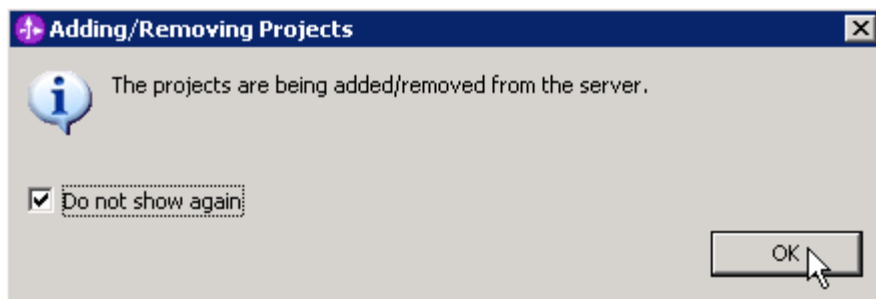 Adding/Removing Projects
The projects are being added/removed from the server.
Do not show again
OK